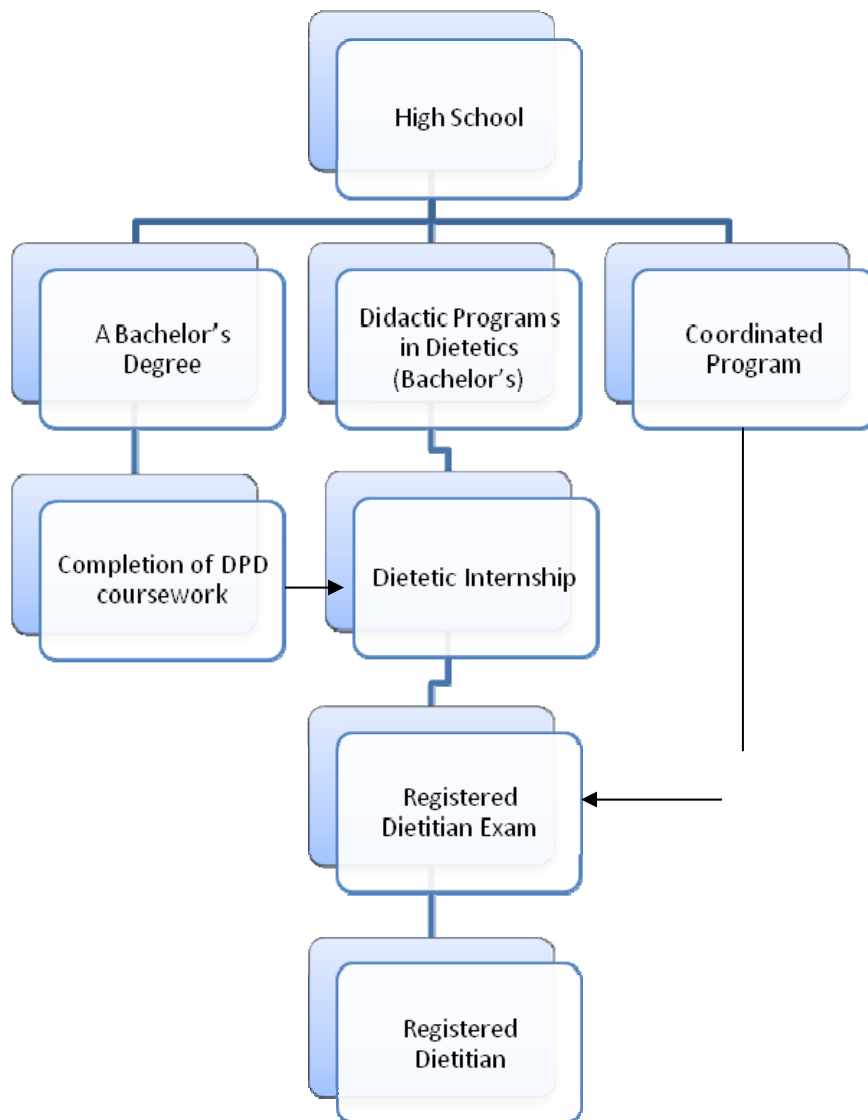 High School
A Bachelor's
Degree
Didactic Programs
in Dietetics
(Bachelor's)
Coordinated
Program
Completion of DPD
coursework
Dietetic Internship
Registered
Dietitian Exam
Registered
Dietitian